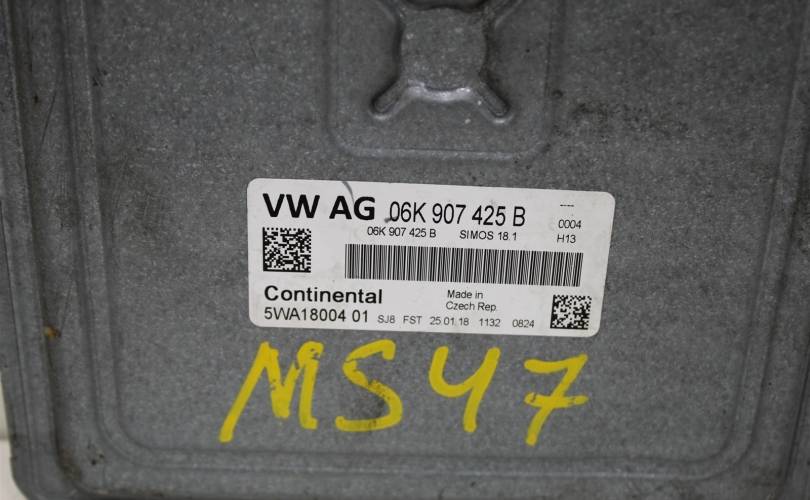 VW AG 06K 907 425 B ---
06K 907 425 B SIMOS 18.1 0004
H13
Continental Made in
Czech Rep.
5WA18004 01 SJ8 FST 25 01 18 1132 0824
MS47